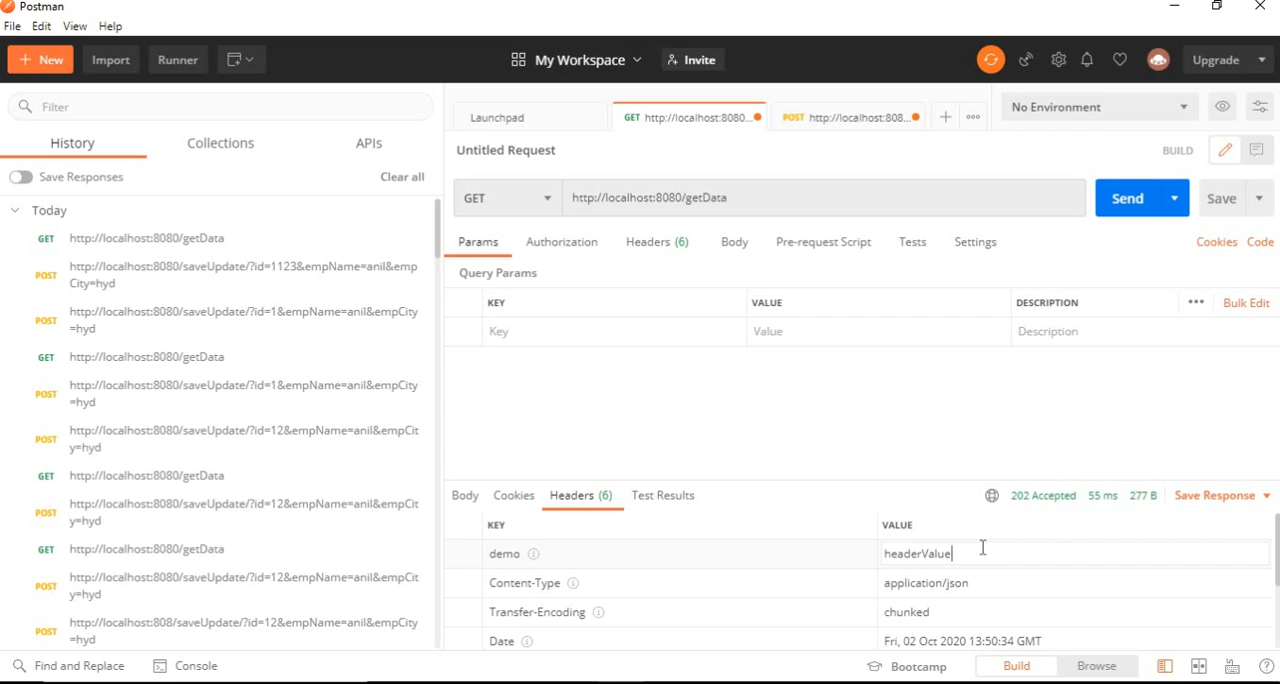 Postman
File Edit View Help
+ New Import Runner My Workspace Invite Upgrade
Filter
History Collections APIs
Save Responses Clear all
Today
GET http://localhost:8080/getData
POST http://localhost:8080/saveUpdate/?id=1123&empName=anil&emp
City=hyd
POST http://localhost:8080/saveUpdate/?id=1&empName=anil&empCity
=hyd
GET http://localhost:8080/getData
POST http://localhost:8080/saveUpdate/?id=1&empName=anil&empCity
=hyd
POST http://localhost:8080/saveUpdate/?id=12&empName=anil&empCit
y=hyd
GET http://localhost:8080/getData
POST http://localhost:8080/saveUpdate/?id=12&empName=anil&empCit
y=hyd
GET http://localhost:8080/getData
POST http://localhost:8080/saveUpdate/?id=12&empName=anil&empCit
y=hyd
POST http://localhost:808/saveUpdate/?id=12&empName=anil&empCity
=hyd
Launchpad GET http://localhost:8080... POST http://localhost:808... + ••• No Environment
Untitled Request BUILD
GET http://localhost:8080/getData Send Save
Params Authorization Headers (6) Body Pre-request Script Tests Settings Cookies Code
Query Params
KEY VALUE DESCRIPTION ••• Bulk Edit
Key Value Description
Body Cookies Headers (6) Test Results 202 Accepted 55 ms 277 B Save Response
KEY VALUE
demo headerValue
Content-Type application/json
Transfer-Encoding chunked
Date Fri, 02 Oct 2020 13:50:34 GMT
Find and Replace Console Bootcamp Build Browse